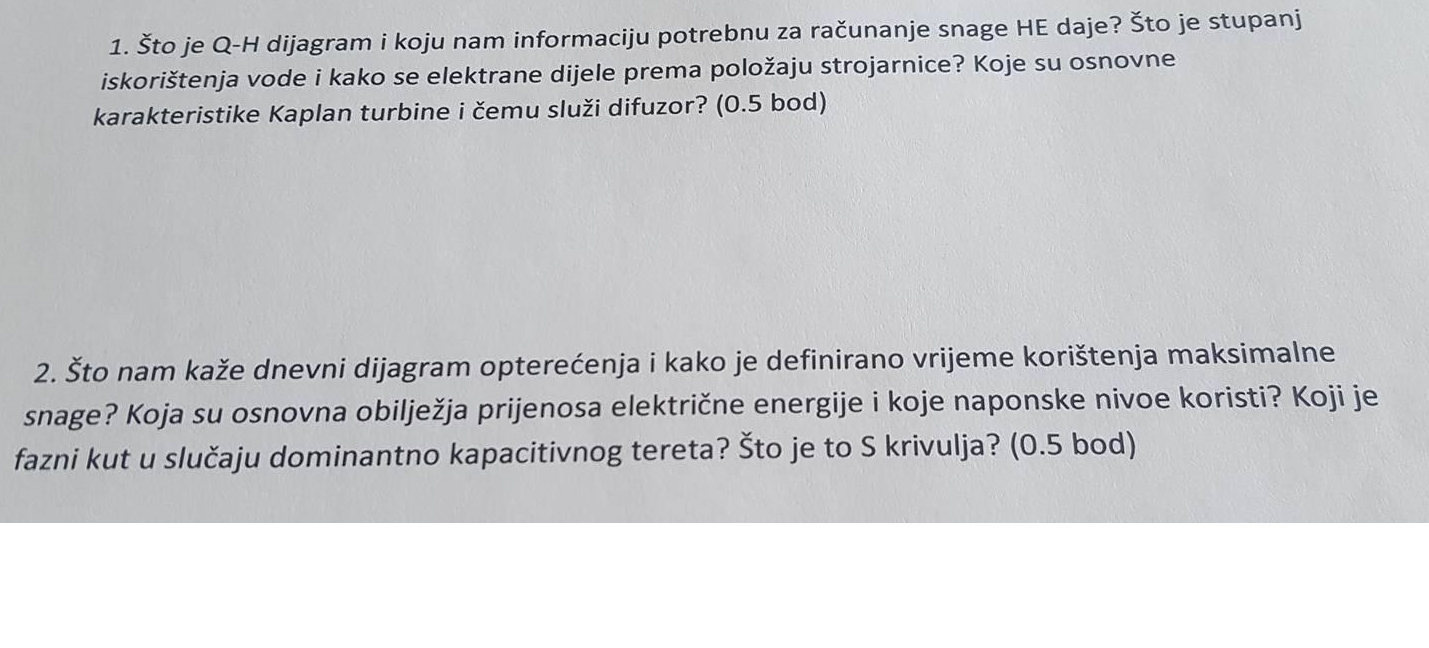 1. Što je Q-H dijagram i koju nam informaciju potrebnu za računanje snage HE daje? Što je stupanj
iskorištenja vode i kako se elektrane dijele prema položaju strojarnice? Koje su osnovne
karakteristike Kaplan turbine i čemu služi difuzor? (0.5 bod)
2. Što nam kaže dnevni dijagram opterećenja i kako je definirano vrijeme korištenja maksimalne
snage? Koja su osnovna obilježja prijenosa električne energije i koje naponske nivoe koristi? Koji je
fazni kut u slučaju dominantno kapacitivnog tereta? Što je to S krivulja? (0.5 bod)